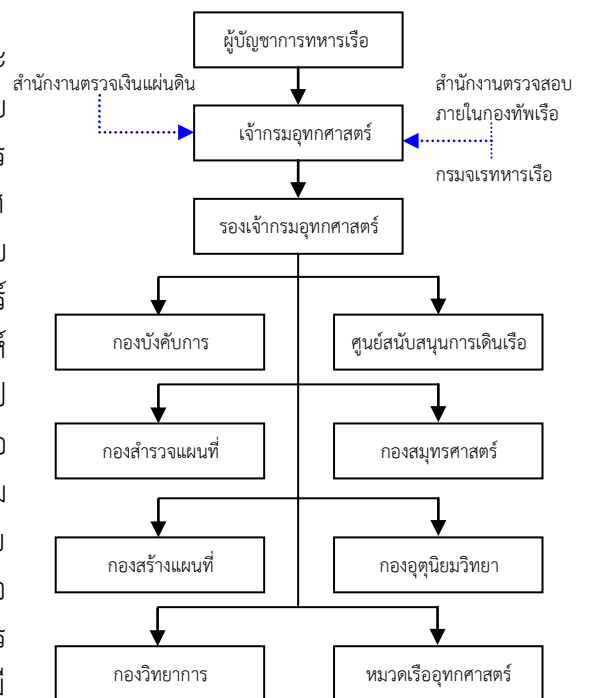 ผู้บัญชาการทหารเรือ
สำนักงานตรวจเงินแผ่นดิน
สำนักงานตรวจสอบ
ภายในกองทัพเรือ
เจ้ากรมอุทกศาสตร์
กรมจเรทหารเรือ
รองเจ้ากรมอุทกศาสตร์
กองบังคับการ
ศูนย์สนับสนุนการเดินเรือ
กองสำรวจแผนที่
กองสมุทรศาสตร์
กองสร้างแผนที่
กองอุตุนิยมวิทยา
กองวิทยาการ
หมวดเรืออุทกศาสตร์